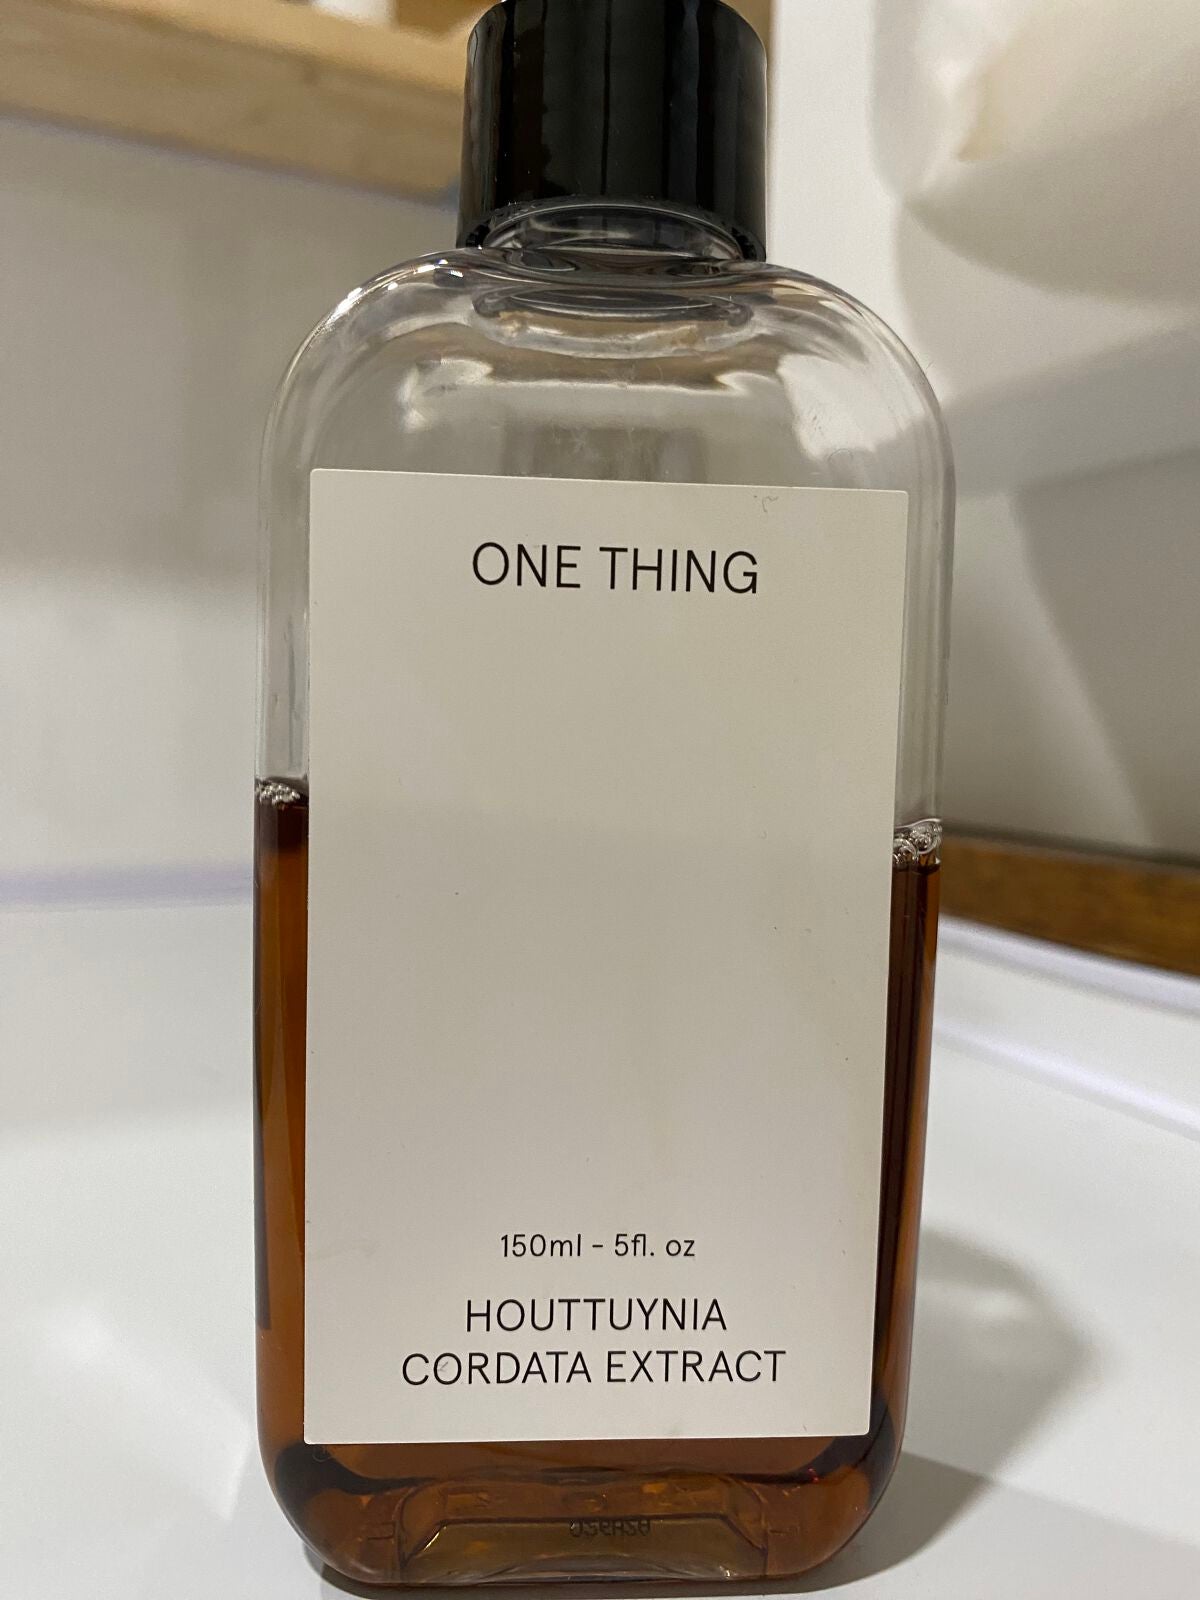 ONE THING
150ml - 5fl. oz
HOUTTUYNIA
CORDATA EXTRACT